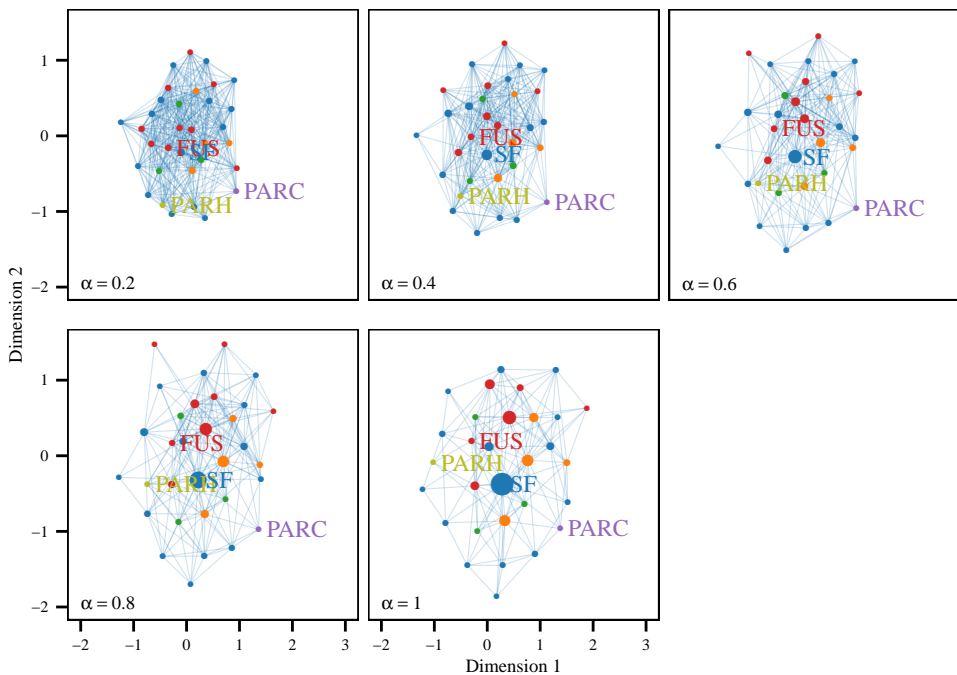 1
0
−1
−2
FUS
SF
PARC
PARH
α = 0.2
FUS
SF
PARH
PARC
α = 0.4
FUS
SF
PARH
PARC
α = 0.6
Dimension 2
1
0
−1
−2
FUS
PARH
SF
PARC
α = 0.8
FUS
PARH
SF
PARC
α = 1
−2 −1 0 1 2 3
−2 −1 0 1 2 3
Dimension 1